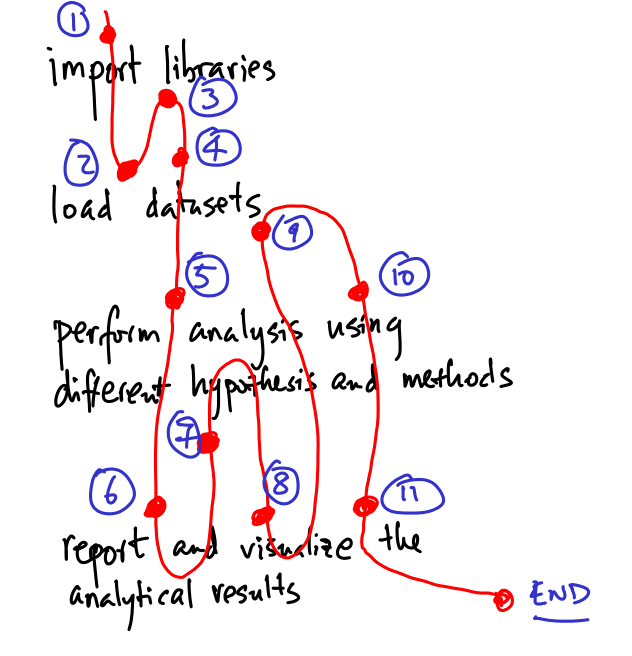 1
import libraries
3
4
2
load datasets
9
5
10
perform analysis using
different hypothesis and methods
7
6
8
11
report and visualize the
analytical results
END